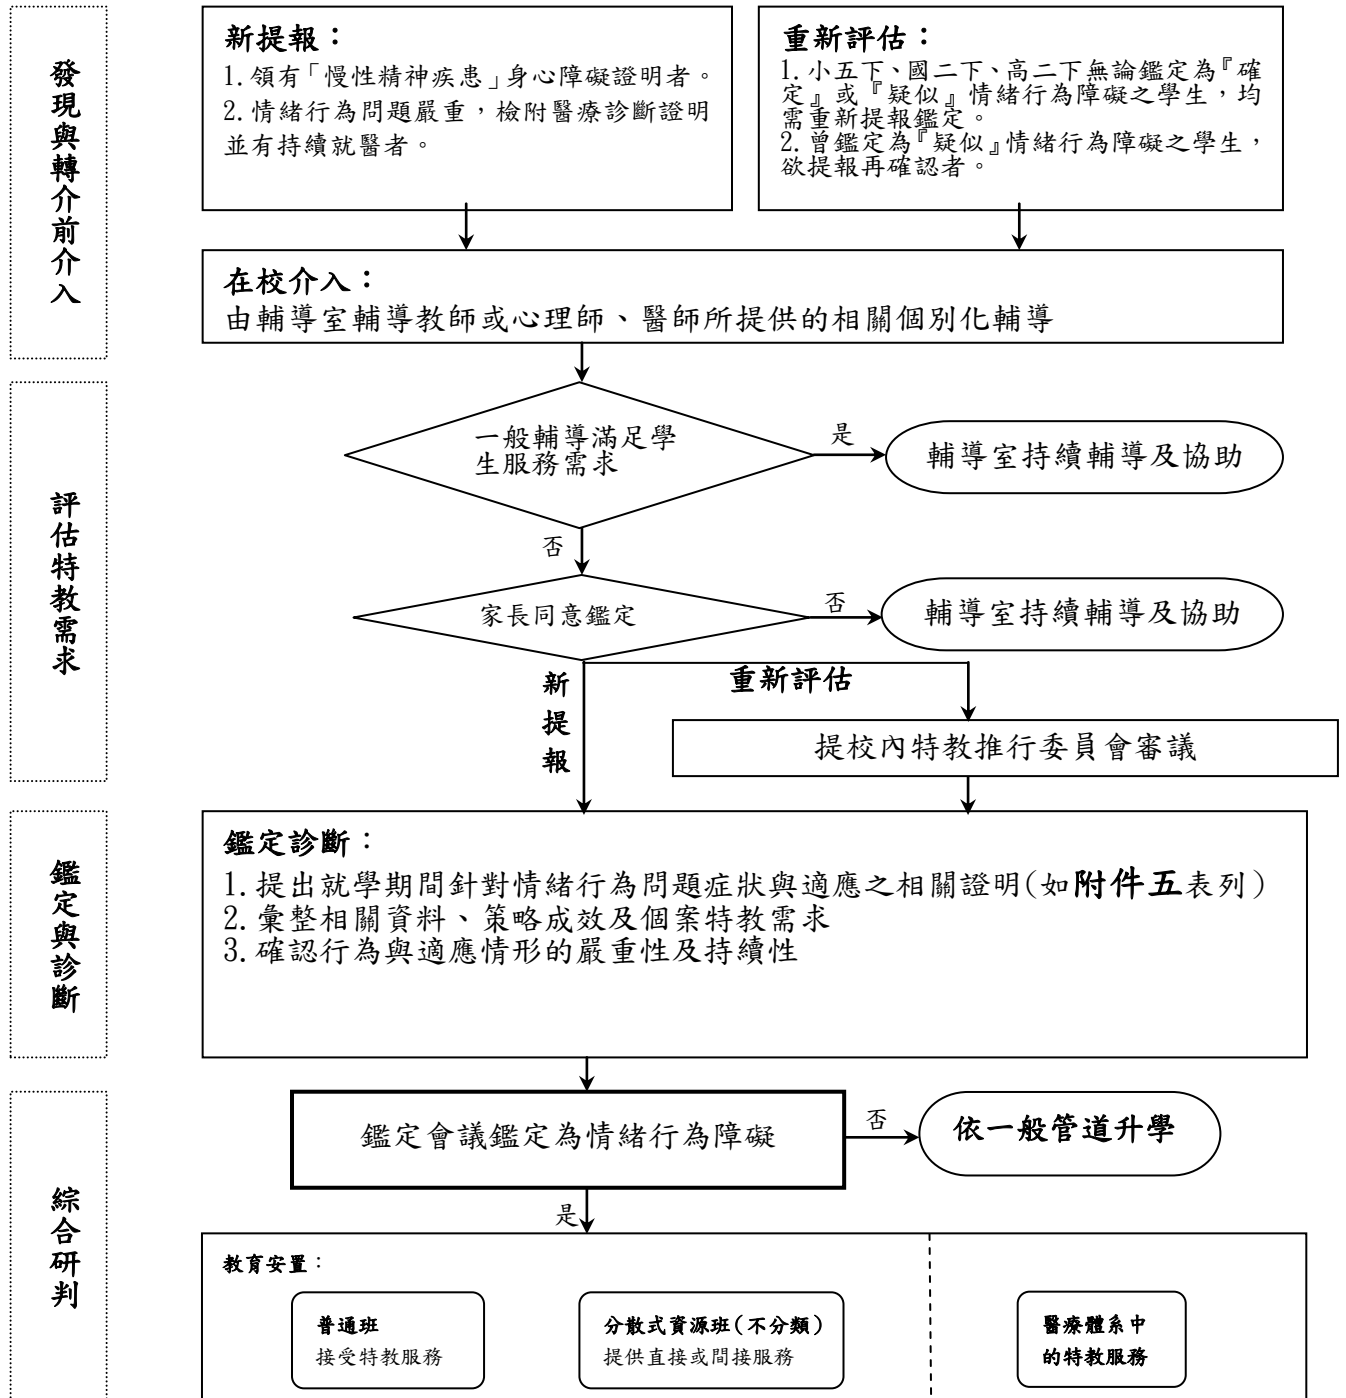 發現與轉介前介入
新提報：
1.領有「慢性精神疾患」身心障礙證明者。
2.情緒行為問題嚴重，檢附醫療診斷證明
並有持續就醫者。
重新評估：
1.小五下、國二下、高二下無論鑑定為『確
定』或『疑似』情緒行為障礙之學生，均
需重新提報鑑定。
2.曾鑑定為『疑似』情緒行為障礙之學生，
欲提報再確認者。
在校介入：
由輔導室輔導教師或心理師、醫師所提供的相關個別化輔導
評估特教需求
一般輔導滿足學
生服務需求
是
輔導室持續輔導及協助
否
家長同意鑑定
否
輔導室持續輔導及協助
新提報
重新評估
提校內特教推行委員會審議
鑑定與診斷
鑑定診斷：
1.提出就學期間針對情緒行為問題症狀與適應之相關證明(如附件五表列)
2.彙整相關資料、策略成效及個案特教需求
3.確認行為與適應情形的嚴重性及持續性
綜合研判
鑑定會議鑑定為情緒行為障礙
否
依一般管道升學
是
教育安置：
普通班
接受特教服務
分散式資源班(不分類)
提供直接或間接服務
醫療體系中
的特教服務